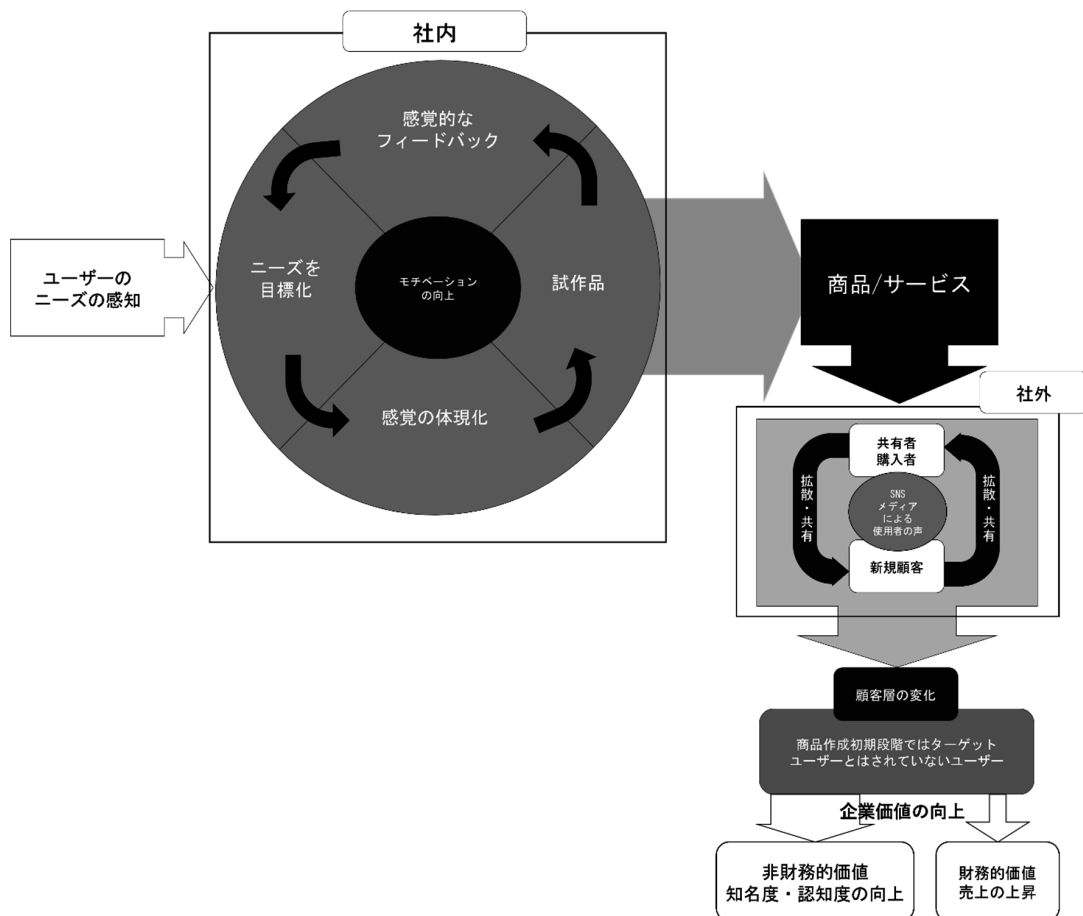 社内
感覚的な
フィードバック
ユーザーの
ニーズの感知
ニーズを
目標化
モチベーション
の向上
試作品
感覚の体現化
商品/サービス
社外
共有者
購入者
拡散・共有
SNS
メディア
による
使用者の声
拡散・共有
新規顧客
顧客層の変化
商品作成初期段階ではターゲット
ユーザーとはされていないユーザー
企業価値の向上
非財務的価値
知名度・認知度の向上
財務的価値
売上の上昇